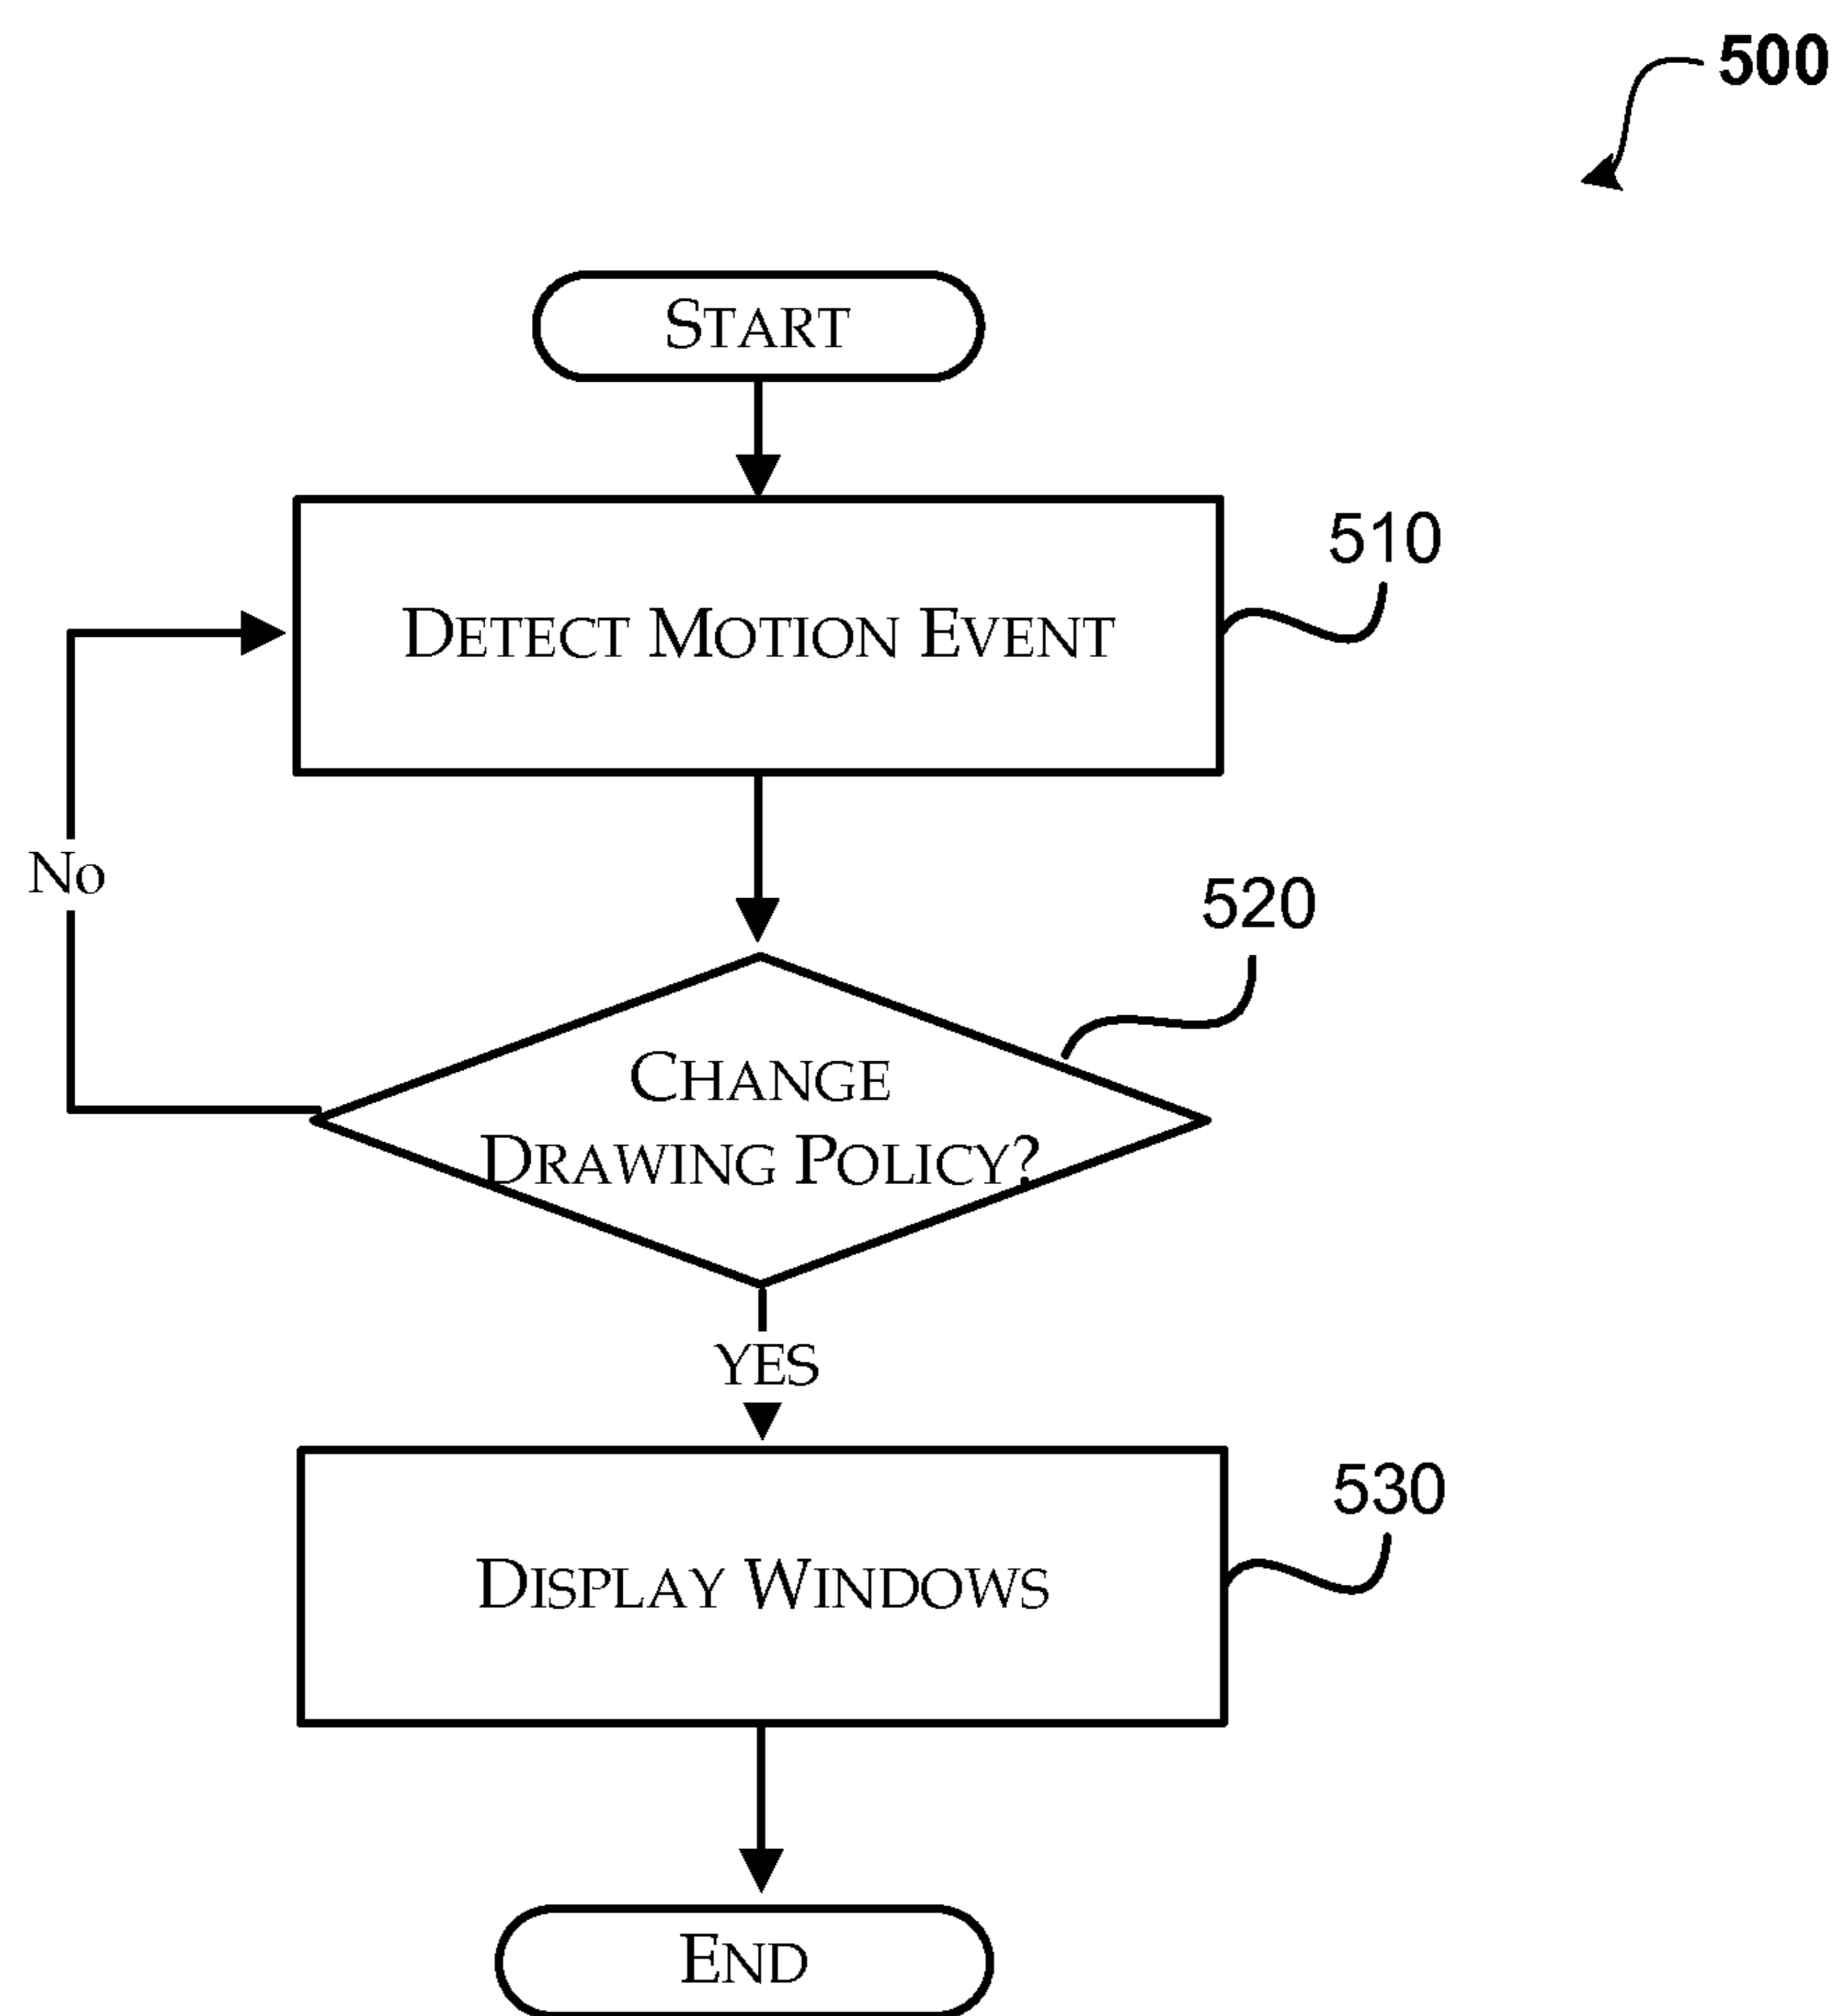 500
START
510
DETECT MOTION EVENT
NO
520
CHANGE
DRAWING POLICY?
YES
530
DISPLAY WINDOWS
END